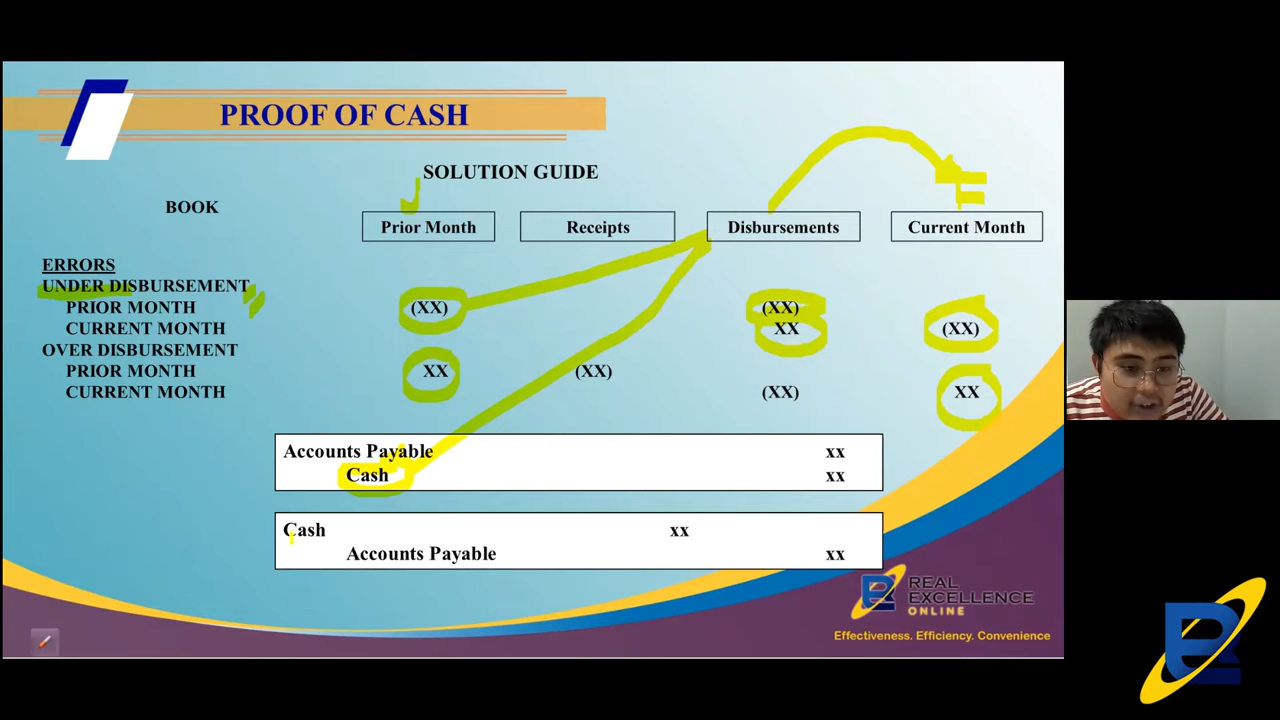 PROOF OF CASH
SOLUTION GUIDE
BOOK
Prior Month Receipts Disbursements Current Month
ERRORS
UNDER DISBURSEMENT
PRIOR MONTH (XX) (XX)
CURRENT MONTH XX (XX)
OVER DISBURSEMENT
PRIOR MONTH XX (XX)
CURRENT MONTH (XX) XX
Accounts Payable xx
Cash xx
Cash xx
Accounts Payable xx
REAL
EXCELLENCE
ONLINE
Effectiveness. Efficiency. Convenience